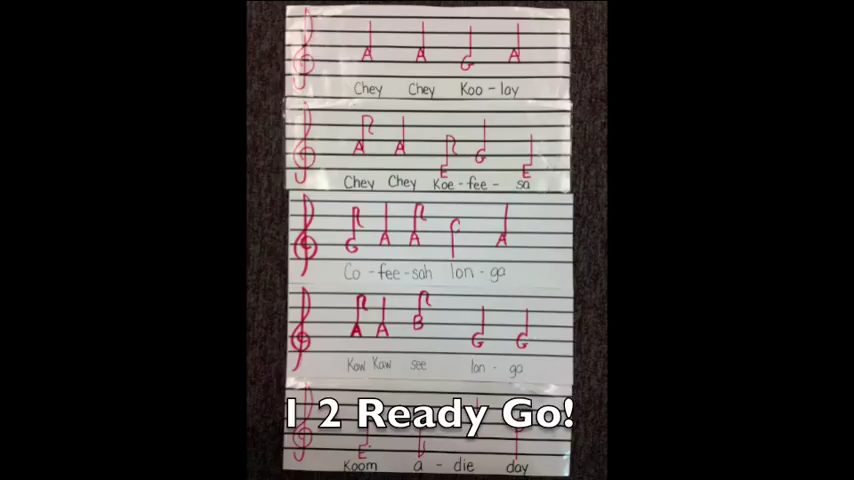 A A G A
Chey Chey Koo - lay
A A E G E
Chey Chey Koe - fee - sa
G A A C A
Co - fee - sah lon - ga
A A B G G
Kaw Kaw see lon - ga
1 2 Ready Go!
E
Koom a - die day